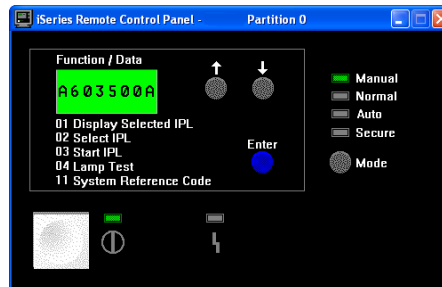 iSeries Remote Control Panel - Partition 0
Function / Data
A603500A
01 Display Selected IPL
02 Select IPL
03 Start IPL
04 Lamp Test
11 System Reference Code
Enter
Manual
Normal
Auto
Secure
Mode